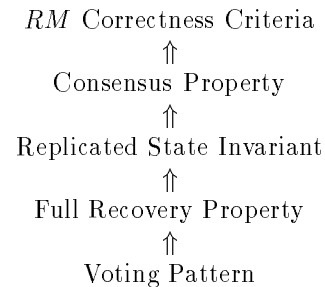 RM Correctness Criteria
⇑
Consensus Property
⇑
Replicated State Invariant
⇑
Full Recovery Property
⇑
Voting Pattern